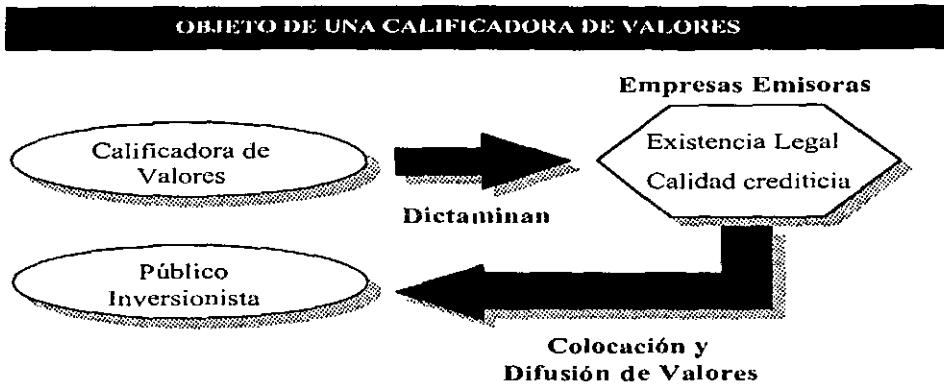 OBJETO DE UNA CALIFICADORA DE VALORES
Empresas Emisoras
Calificadora de
Valores
Existencia Legal
Calidad crediticia
Dictaminan
Público
Inversionista
Colocación y
Difusión de Valores